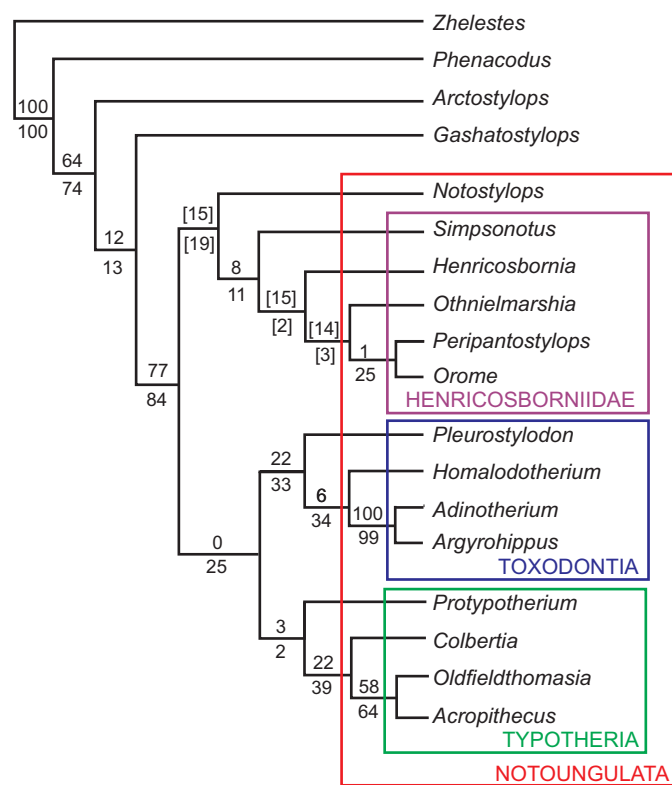 Zhelestes
Phenacodus
100
100
Arctostylops
64
74
Gashatostylops
12
13
Notostylops
[15]
[19]
Simpsonotus
8
11
Henricosbornia
[15]
[2]
Othnielmarshia
[14]
[3]
Peripantostylops
1
25
Orome
HENRICOSBORNIIDAE
77
84
Pleurostylodon
22
33
Homalodotherium
6
34
Adinotherium
100
99
Argyrohippus
TOXODONTIA
0
25
Protypotherium
3
2
Colbertia
22
39
Oldfieldthomasia
58
64
Acropithecus
TYPOTHERIA
NOTOUNGULATA